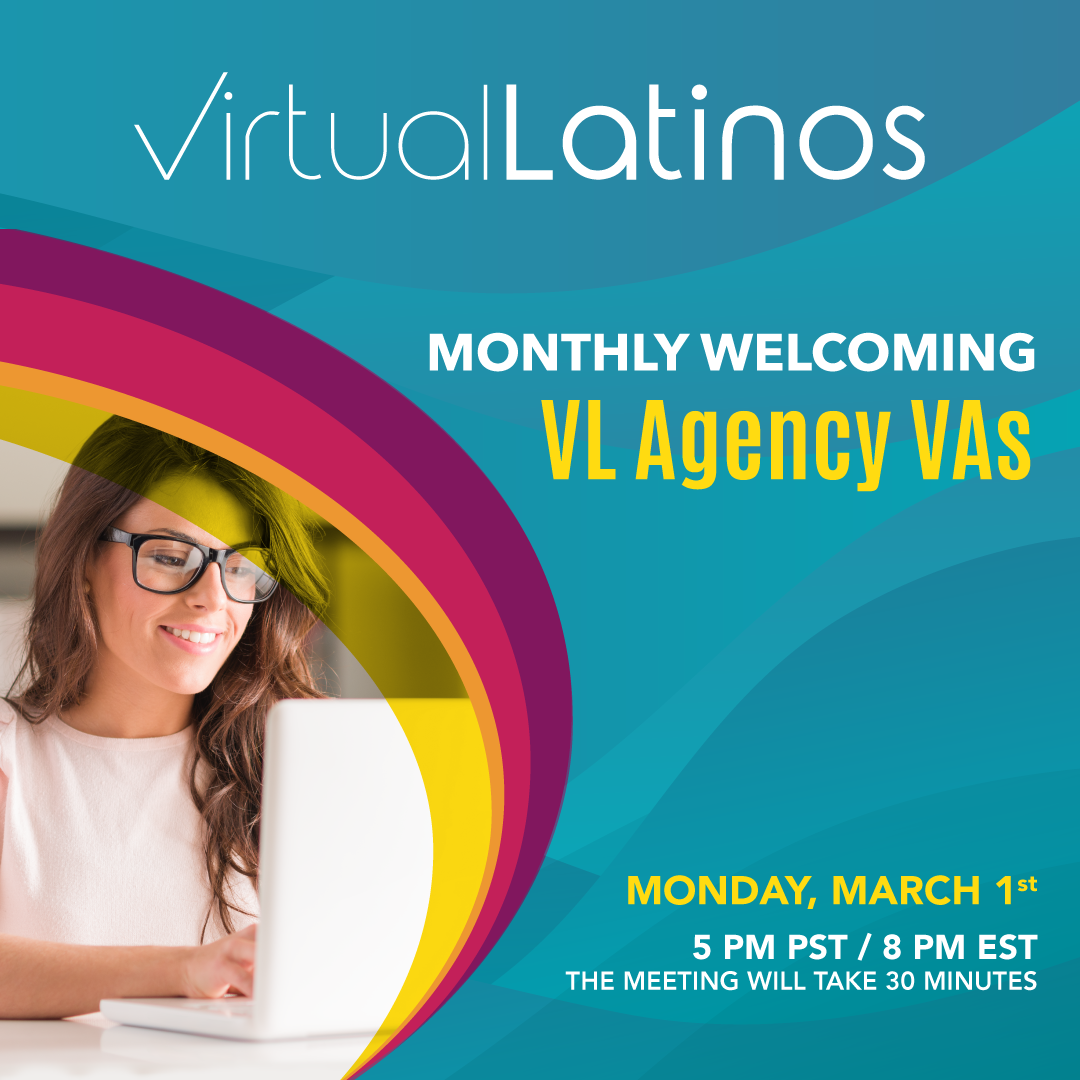 VirtualLatinos
MONTHLY WELCOMING
VL Agency VAs
MONDAY, MARCH 1st
5 PM PST / 8 PM EST
THE MEETING WILL TAKE 30 MINUTES